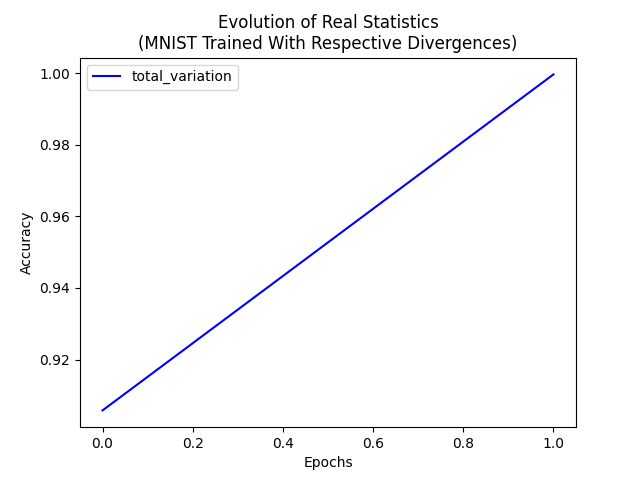 Evolution of Real Statistics
(MNIST Trained With Respective Divergences)
total_variation
1.00
0.98
0.96
0.94
0.92
Accuracy
0.0 0.2 0.4 0.6 0.8 1.0
Epochs